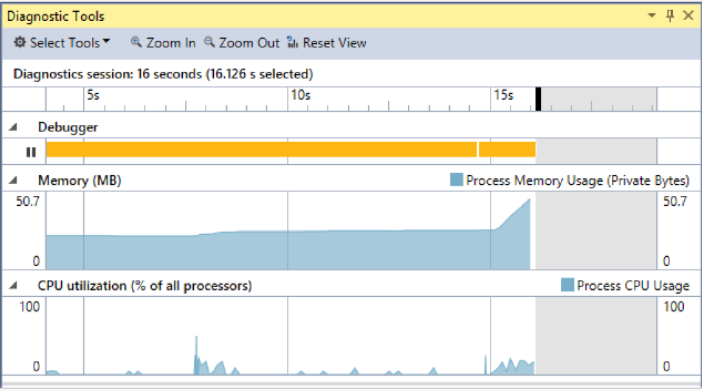 Diagnostic Tools
Select Tools Zoom In Zoom Out Reset View
Diagnostics session: 16 seconds (16.126 s selected)
5s 10s 15s
Debugger
Memory (MB) Process Memory Usage (Private Bytes)
50.7 50.7
0 0
CPU utilization (% of all processors) Process CPU Usage
100 100
0 0